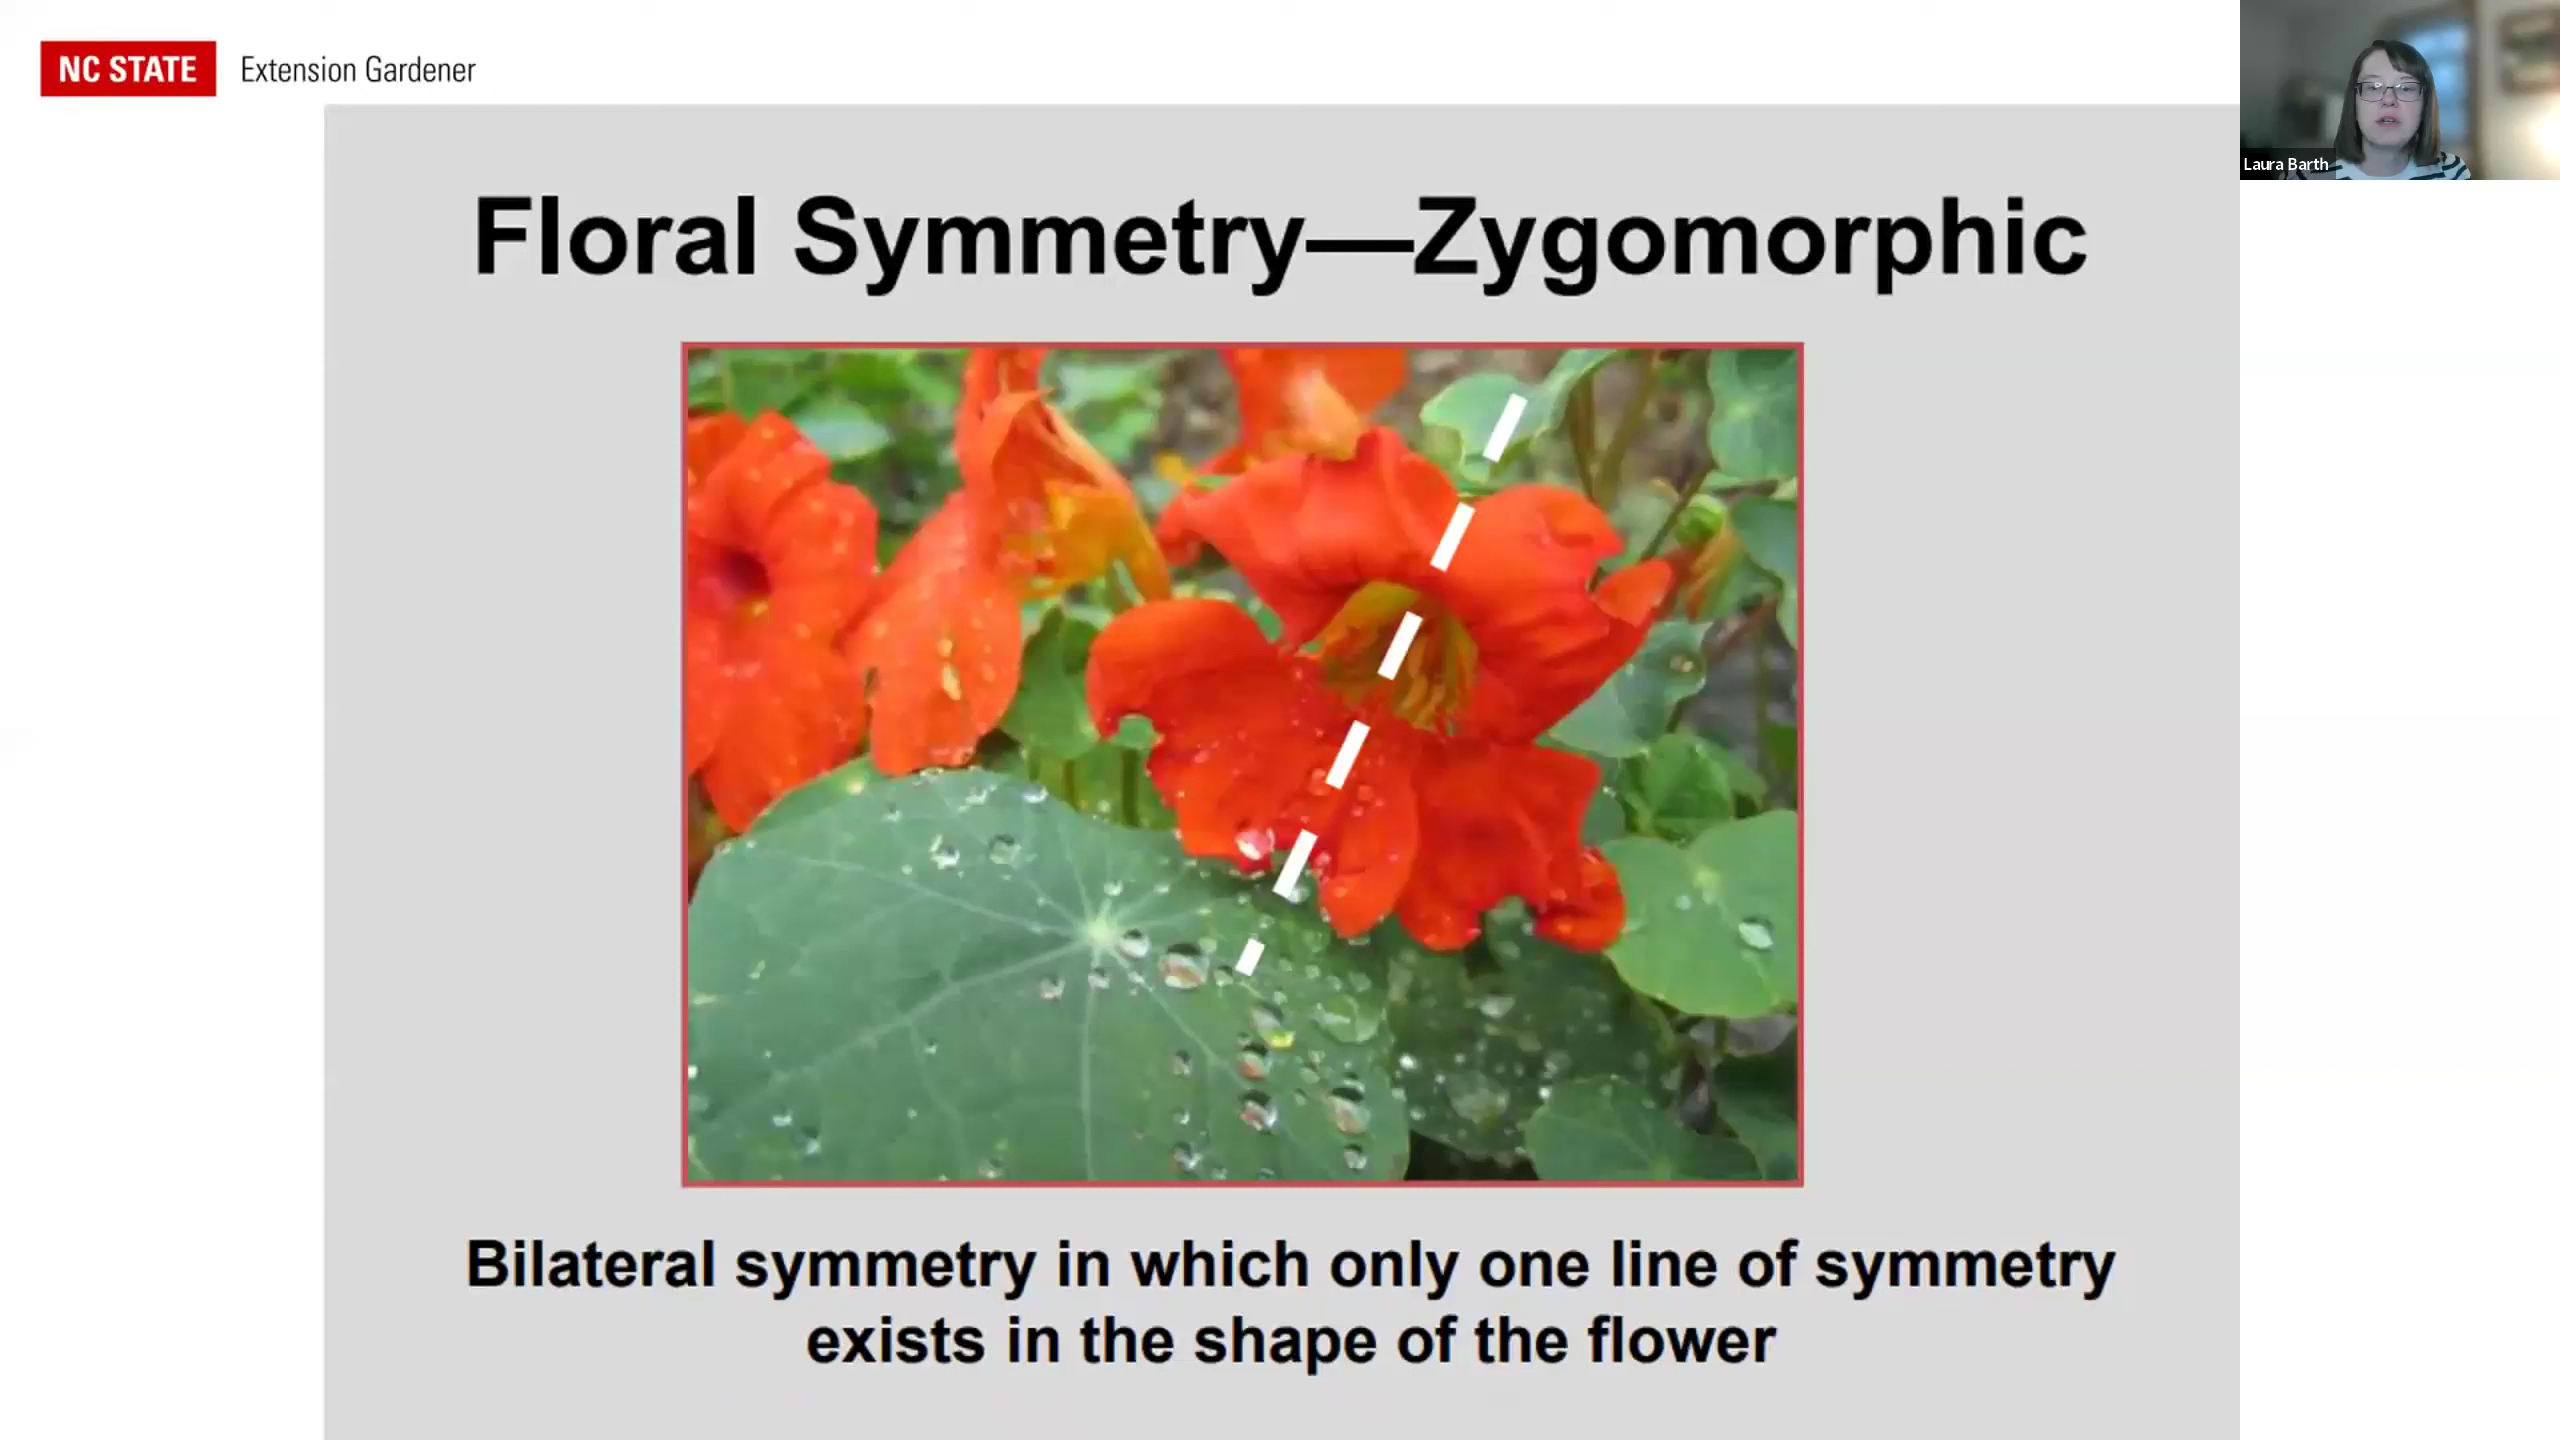 NC STATE Extension Gardener
Laura Barth
Floral Symmetry—Zygomorphic
Bilateral symmetry in which only one line of symmetry
exists in the shape of the flower